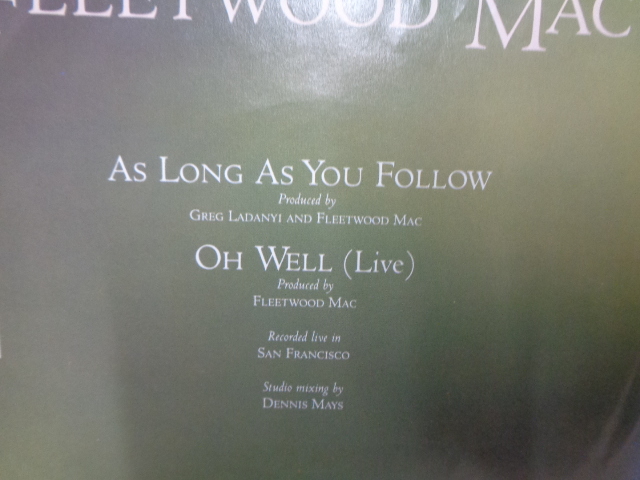 FLEETWOOD MAC
AS LONG AS YOU FOLLOW
Produced by
GREG LADANYI AND FLEETWOOD MAC
OH WELL (Live)
Produced by
FLEETWOOD MAC
Recorded live in
SAN FRANCISCO
Studio mixing by
DENNIS MAYS